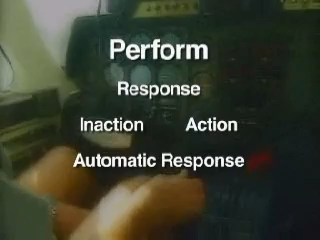 Perform
Response
Inaction Action
Automatic Response